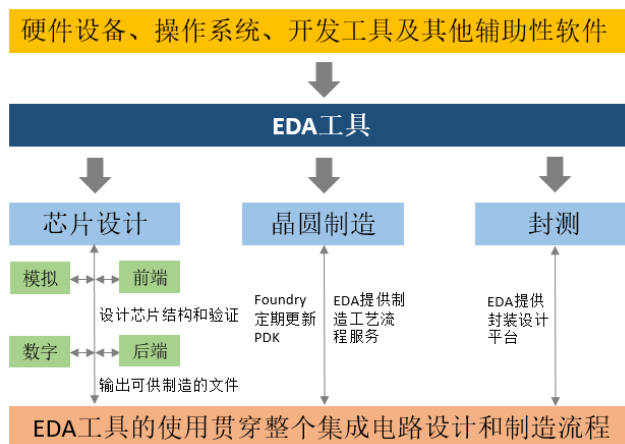 硬件设备、操作系统、开发工具及其他辅助性软件
EDA工具
芯片设计
晶圆制造
封测
模拟
前端
设计芯片结构和验证
数字
后端
输出可供制造的文件
Foundry
定期更新
PDK
EDA提供制
造工艺流
程服务
EDA提供
封装设计
平台
EDA工具的使用贯穿整个集成电路设计和制造流程